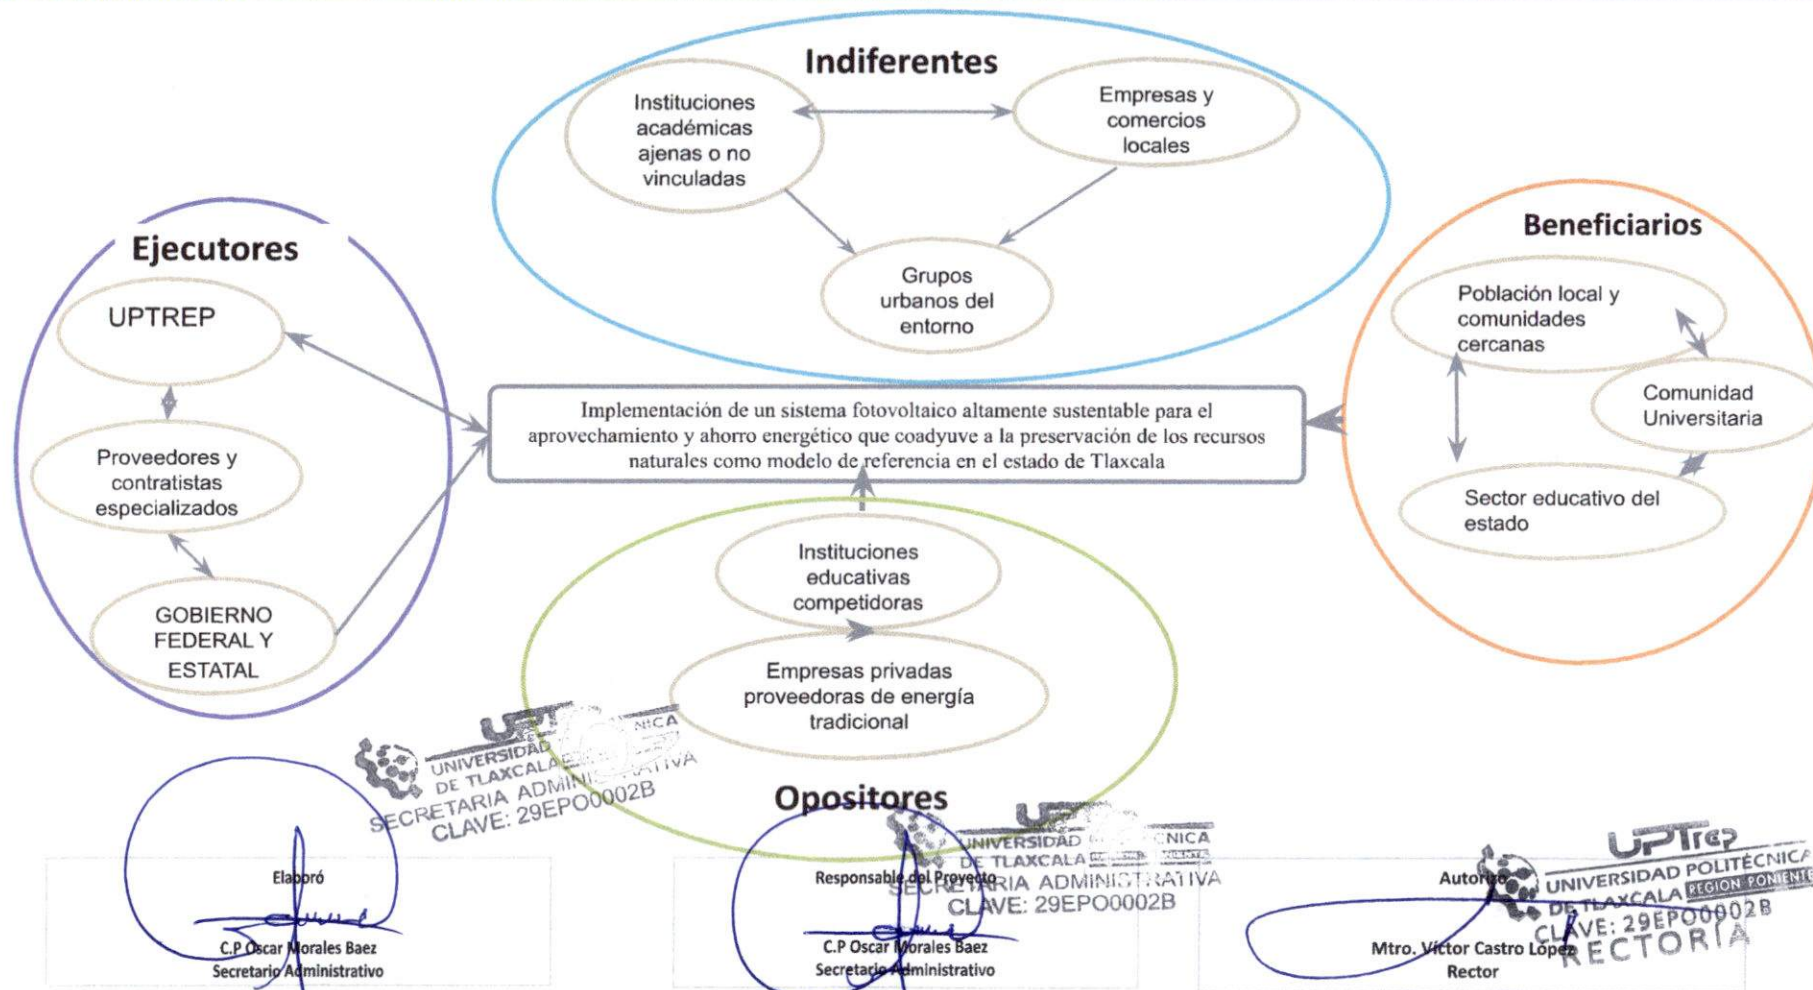 Indiferentes
Instituciones
académicas
ajenas o no
vinculadas
Empresas y
comercios
locales
Grupos
urbanos del
entorno
Ejecutores
UPTREP
Proveedores y
contratistas
especializados
GOBIERNO
FEDERAL Y
ESTATAL
Implementación de un sistema fotovoltaico altamente sustentable para el
aprovechamiento y ahorro energético que coadyuve a la preservación de los recursos
naturales como modelo de referencia en el estado de Tlaxcala
Beneficiarios
Población local y
comunidades
cercanas
Comunidad
Universitaria
Sector educativo del
estado
Instituciones
educativas
competidoras
Empresas privadas
proveedoras de energía
tradicional
Opositores
UNIVERSIDAD
DE TLAXCALA
SECRETARIA ADMINISTRATIVA
CLAVE: 29EPO0002B
Elaboró
C.P Oscar Morales Baez
Secretario Administrativo
UNIVERSIDAD
DE TLAXCALA
SECRETARIA ADMINISTRATIVA
CLAVE: 29EPO0002B
Responsable del Proyecto
C.P Oscar Morales Baez
Secretario Administrativo
UPTrep
UNIVERSIDAD POLITÉCNICA
DE TLAXCALA REGION PONIENTE
CLAVE: 29EPO0002B
RECTORÍA
Autorizo
Mtro. Víctor Castro López
Rector